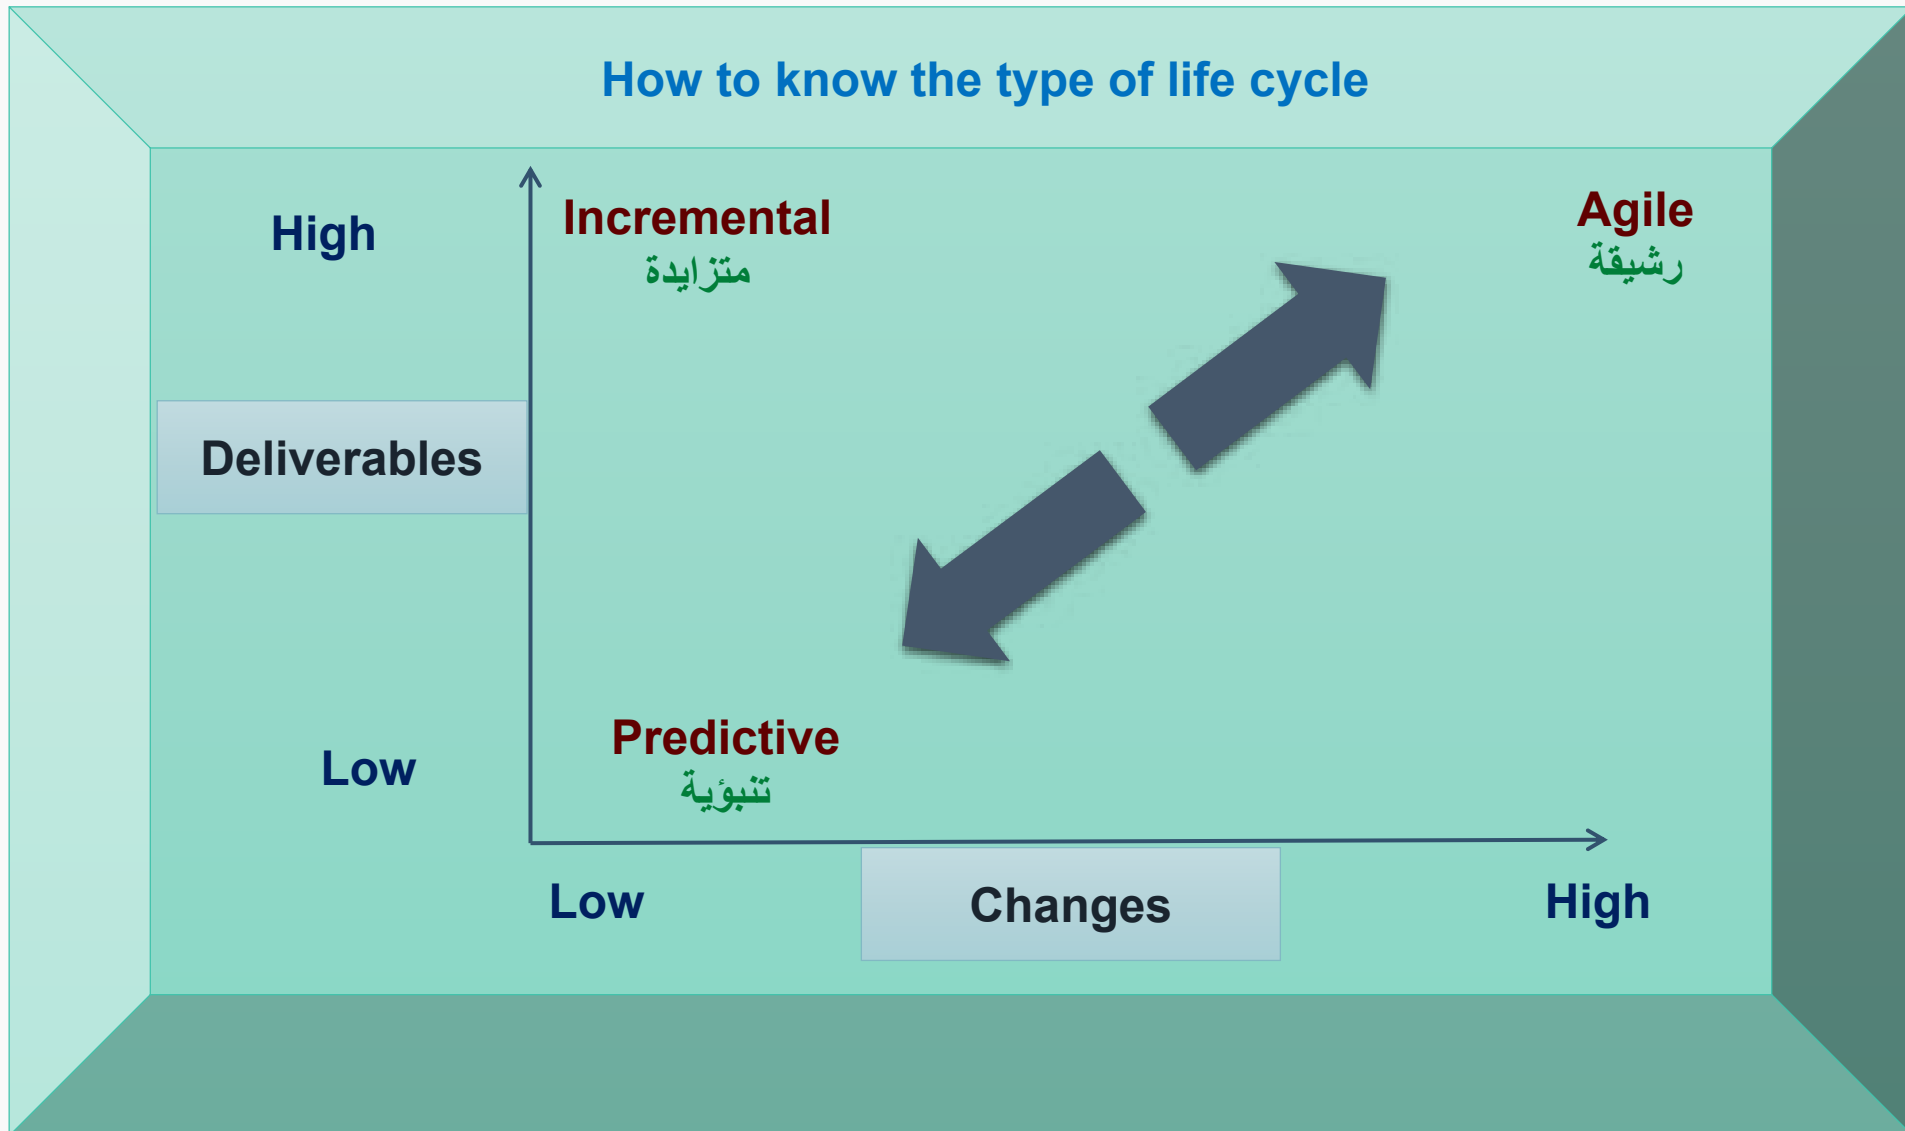 How to know the type of life cycle
High
Incremental
متزايدة
Agile
رشيقة
Deliverables
Predictive
تنبؤية
Low
Low
Changes
High